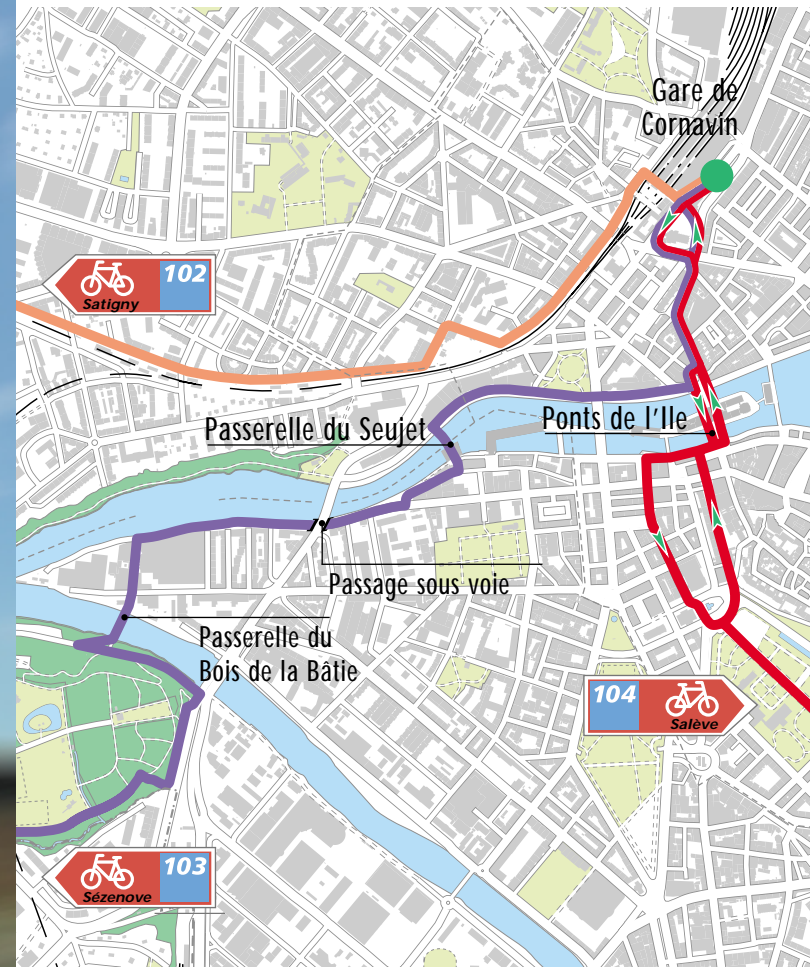 Gare de
Cornavin
102
Satigny
Passerelle du Seujet
Ponts de l'Ile
Passage sous voie
Passerelle du
Bois de la Bâtie
104
Salève
103
Sézenove